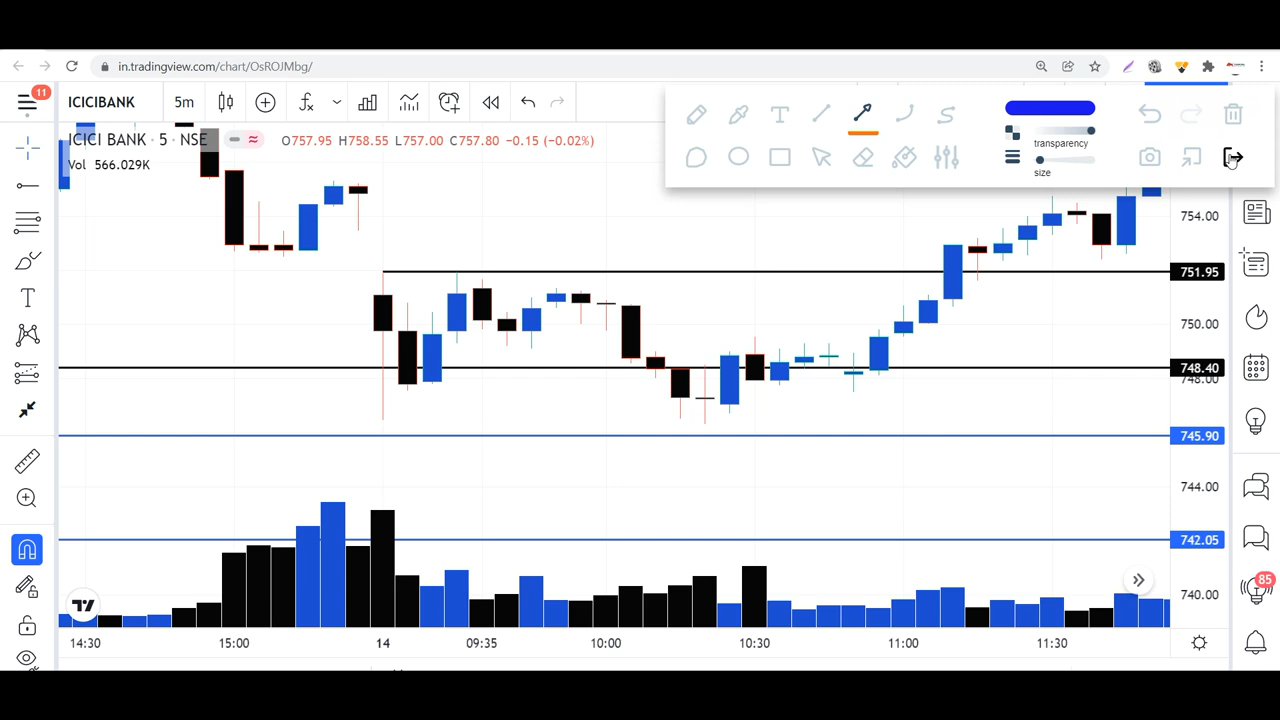 in.tradingview.com/chart/OsROJMbg/
11
ICICIBANK
5m
ICICI BANK · 5 · NSE
O757.95 H758.55 L757.00 C757.80 -0.15 (-0.02%)
Vol 566.029K
T
transparency
size
T
754.00
751.95
750.00
748.40
748.00
745.90
744.00
742.05
740.00
85
14:30
15:00
14
09:35
10:00
10:30
11:00
11:30